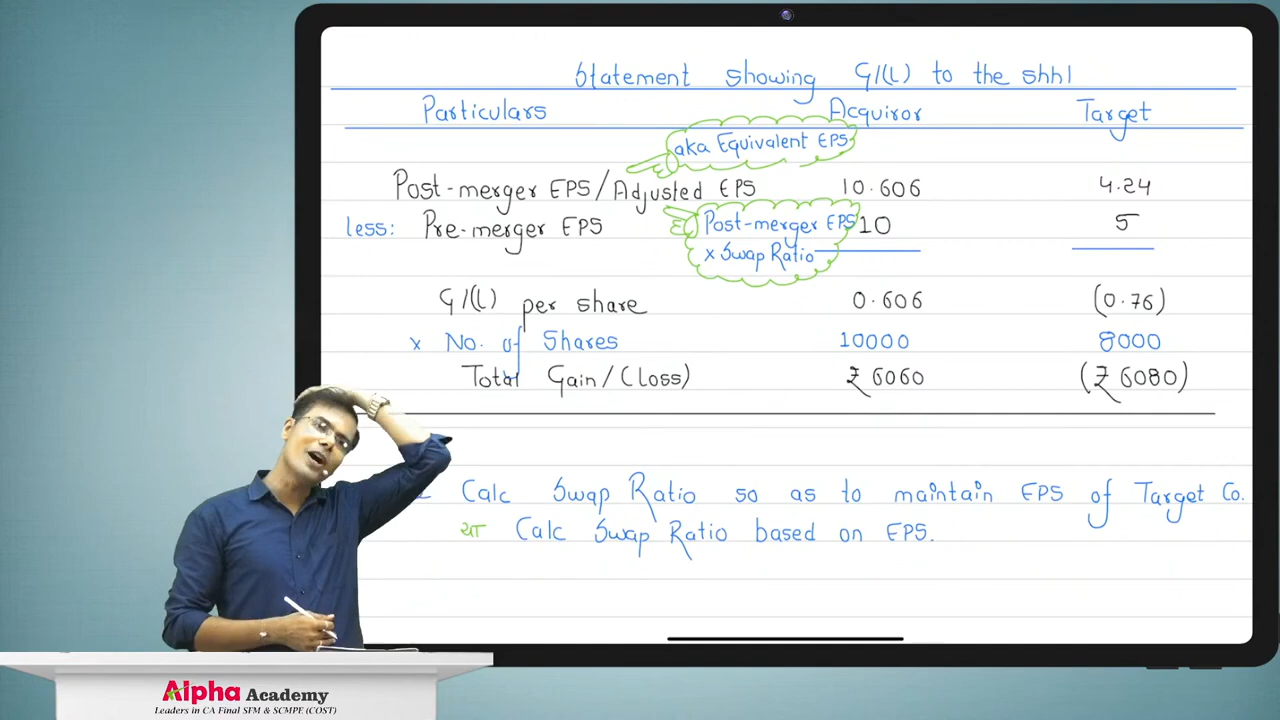 Statement showing G/(L) to the shhl
Particulars Acquiror Target
aka Equivalent EPS
Post-merger EPS/Adjusted EPS 10.606 4.24
less: Pre-merger EPS 10 5
Post-merger EPS
x Swap Ratio
G/(L) per share 0.606 (0.76)
x No. of Shares 10000 8000
Total Gain/(Loss) ₹6060 (₹6080)
Calc Swap Ratio so as to maintain EPS of Target Co.
या Calc Swap Ratio based on EPS.
Alpha Academy
Leaders in CA Final SFM & SCMPE (COST)